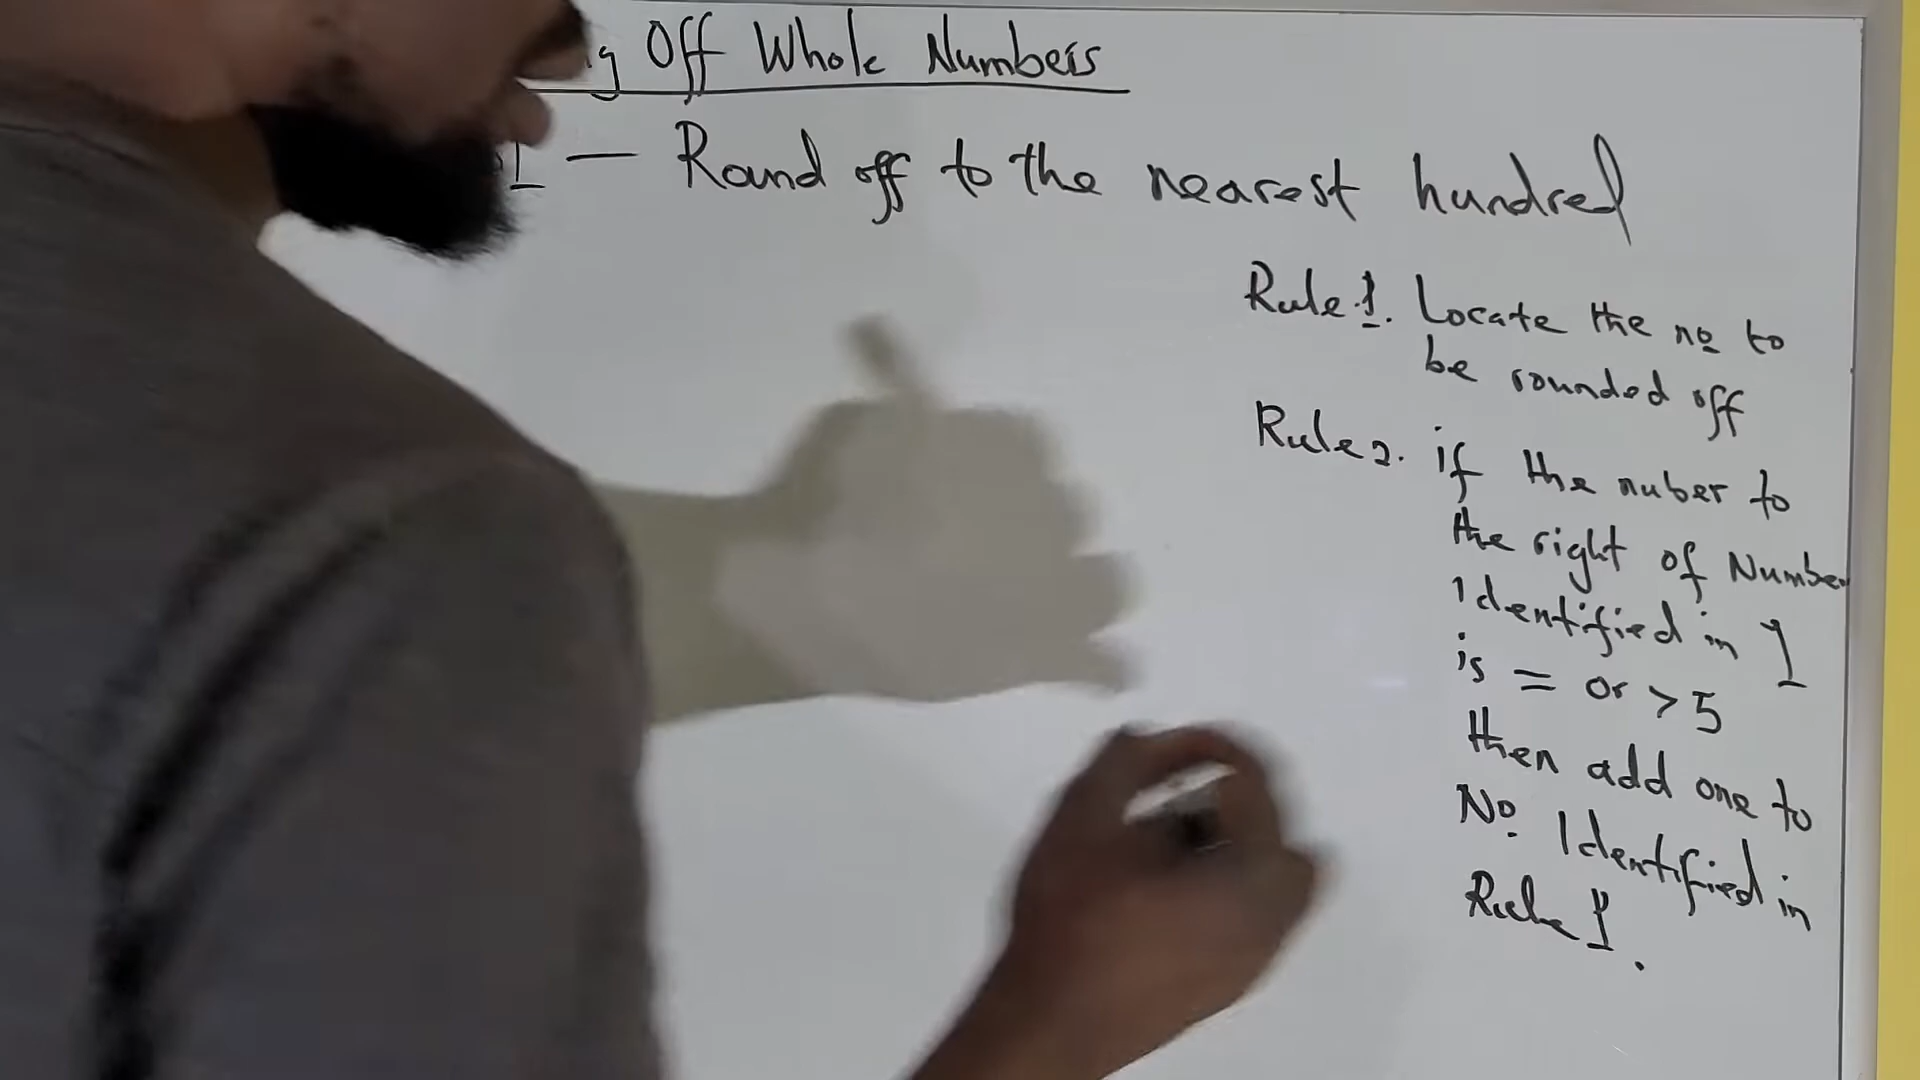 Off Whole Numbers
1 — Round off to the nearest hundred
Rule 1. Locate the no to
be rounded off
Rule 2. if the nuber to
the right of Number
Identified in 1
is = or > 5
then add one to
No. Identified in
Rule 1.